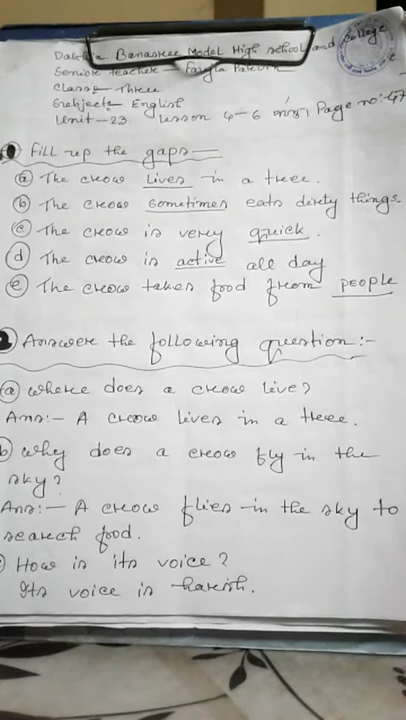 Banasree Model High school and College
Senior teacher — Farjla Parvin
Class — Three
Subject — English
Unit — 23 Lesson 4-6 Page no:-47
1 Fill up the gaps —
(a) The crow lives in a tree.
(b) The crow sometimes eats dirty things.
(c) The crow is very quick.
(d) The crow is active all day
(e) The crow takes food from people
2 Answer the following question:-
(a) where does a crow live?
Ans:- A crow lives in a tree.
b) why does a crow fly in the
sky?
Ans:- A crow flies in the sky to
search food.
How is its voice?
Its voice is harsh.